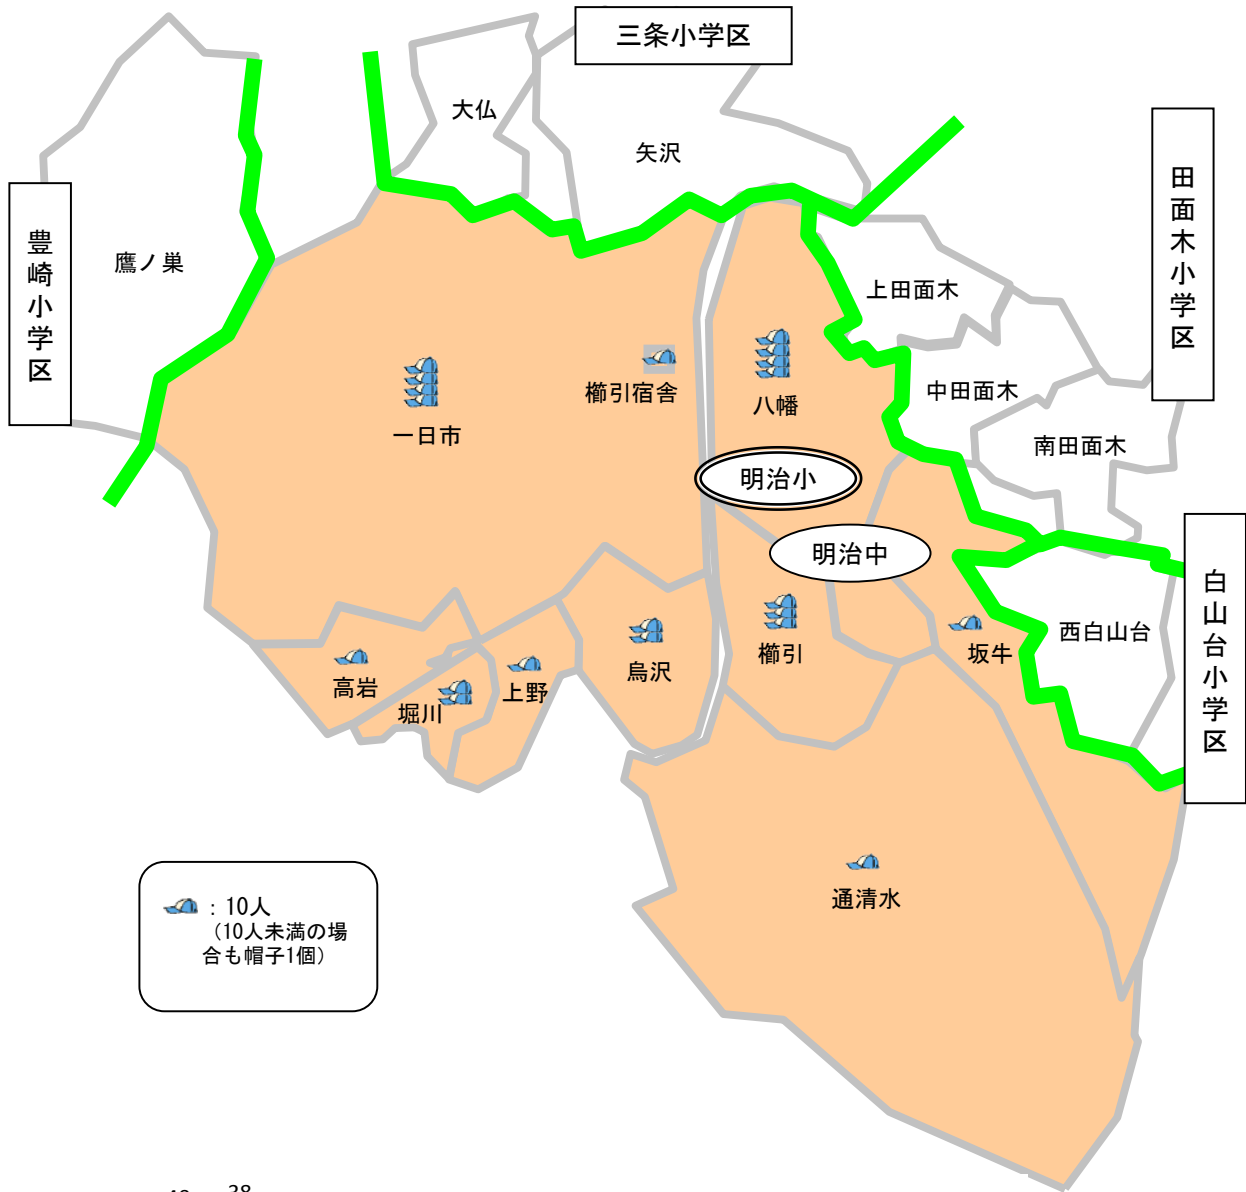 三条小学区
大仏
矢沢
田面木小学区
豊崎小学区
鷹ノ巣
上田面木
櫛引宿舎
八幡
中田面木
一日市
南田面木
明治小
明治中
白山台小学区
西白山台
櫛引
坂牛
烏沢
高岩
上野
堀川
通清水
：10人
（10人未満の場
合も帽子1個）
38